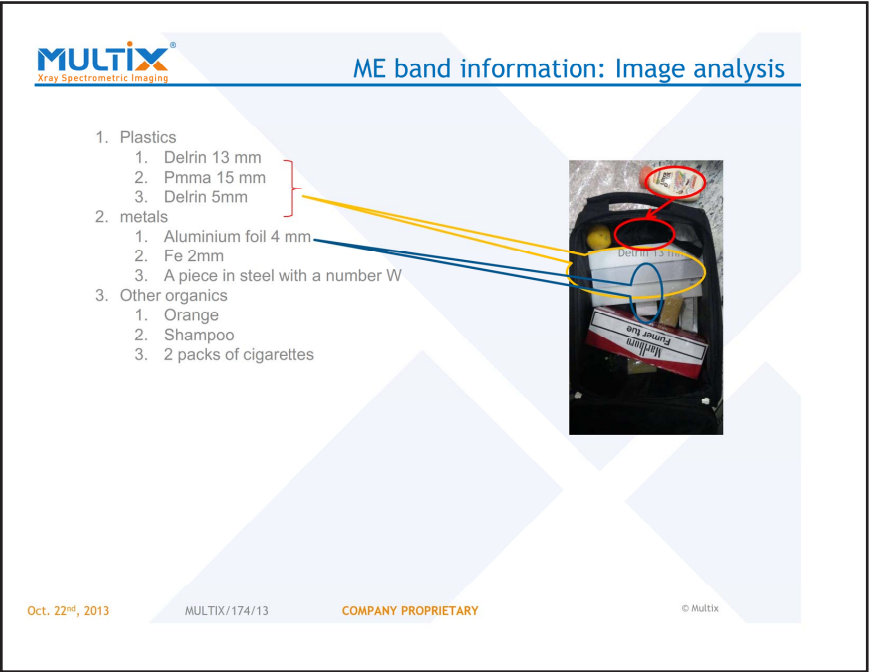 MULTIX®
Xray Spectrometric Imaging
ME band information: Image analysis
1. Plastics
1. Delrin 13 mm
2. Pmma 15 mm
3. Delrin 5mm
2. metals
1. Aluminium foil 4 mm
2. Fe 2mm
3. A piece in steel with a number W
3. Other organics
1. Orange
2. Shampoo
3. 2 packs of cigarettes
Delrin 13 mm
Fumer tue
Marlboro
Oct. 22nd, 2013
MULTIX/174/13
COMPANY PROPRIETARY
© Multix